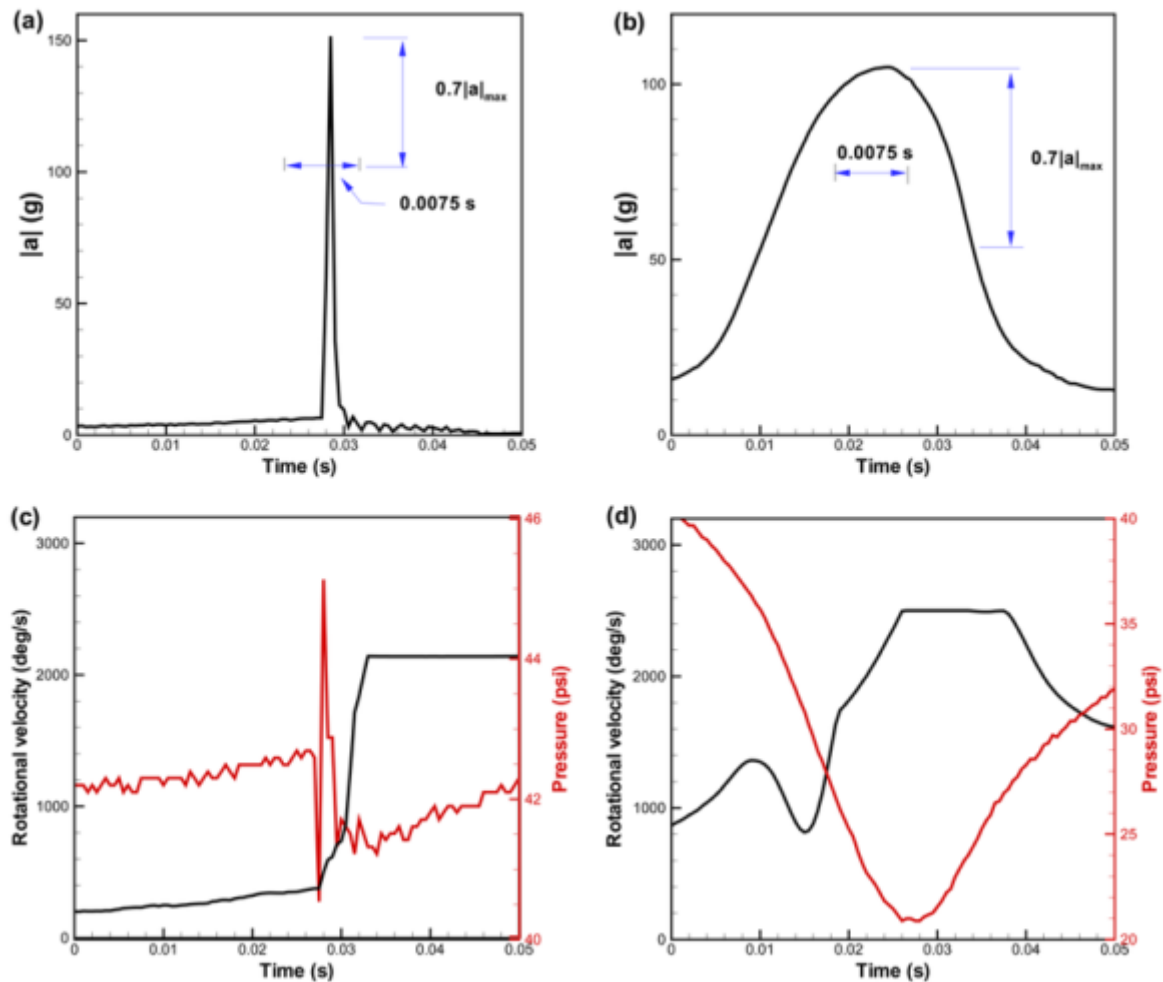 (a)
150
100
50
0
|a| (g)
0.7|a|max
0.0075 s
0 0.01 0.02 0.03 0.04 0.05
Time (s)
(b)
100
50
0
|a| (g)
0.0075 s
0.7|a|max
0 0.01 0.02 0.03 0.04 0.05
Time (s)
(c)
3000
2000
1000
0
Rotational velocity (deg/s)
46
44
42
40
Pressure (psi)
0 0.01 0.02 0.03 0.04 0.05
Time (s)
(d)
3000
2000
1000
0
Rotational velocity (deg/s)
40
35
30
25
20
Pressure (psi)
0 0.01 0.02 0.03 0.04 0.05
Time (s)